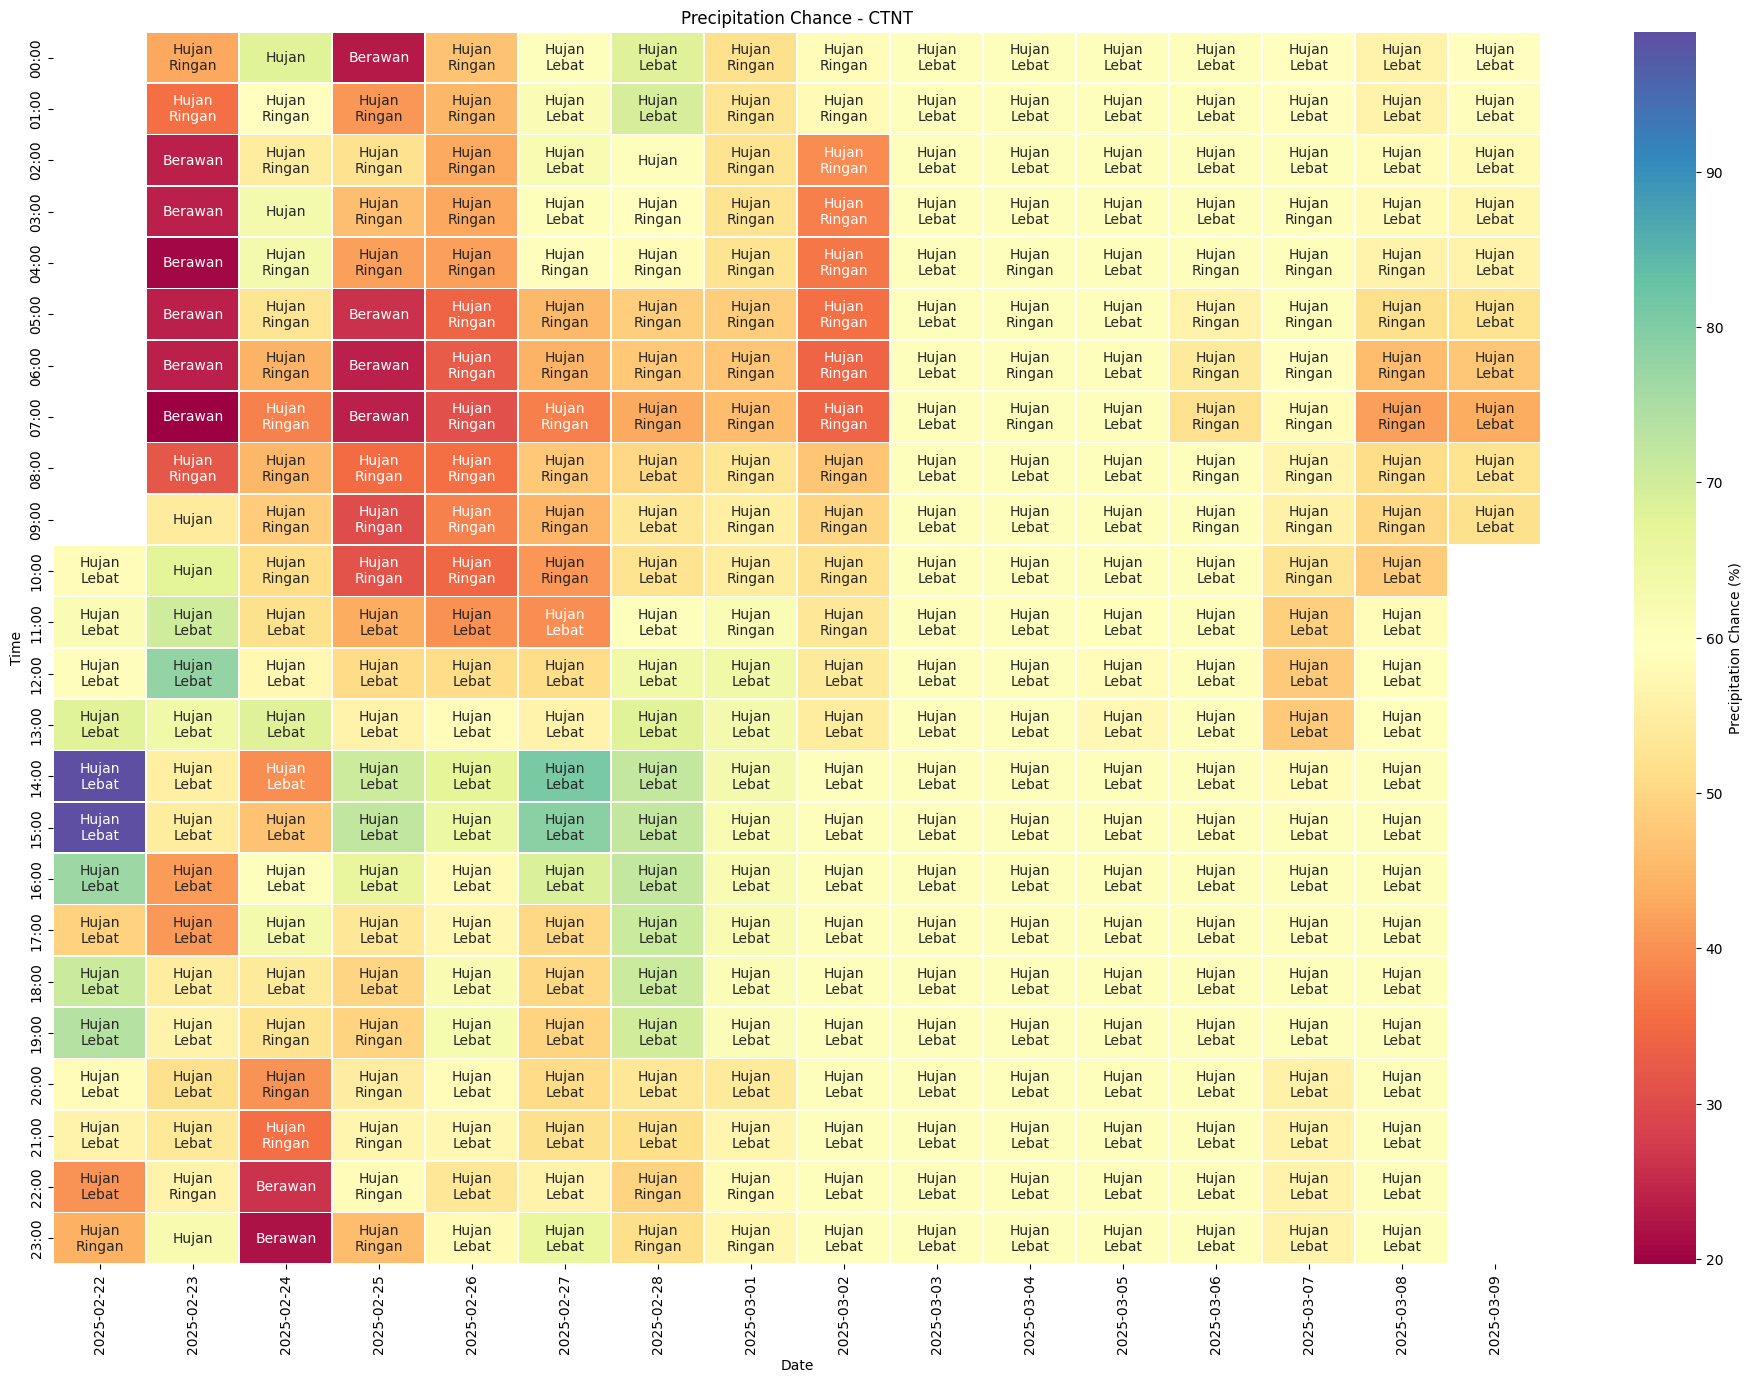 Precipitation Chance - CTNT
00:00 Hujan Ringan Hujan Berawan Hujan Ringan Hujan Lebat Hujan Lebat Hujan Ringan Hujan Ringan Hujan Lebat Hujan Lebat Hujan Lebat Hujan Lebat Hujan Lebat Hujan Lebat Hujan Lebat
01:00 Hujan Ringan Hujan Ringan Hujan Ringan Hujan Ringan Hujan Lebat Hujan Lebat Hujan Ringan Hujan Ringan Hujan Lebat Hujan Lebat Hujan Lebat Hujan Lebat Hujan Lebat Hujan Lebat Hujan Lebat
02:00 Berawan Hujan Ringan Hujan Ringan Hujan Ringan Hujan Lebat Hujan Hujan Ringan Hujan Ringan Hujan Lebat Hujan Lebat Hujan Lebat Hujan Lebat Hujan Lebat Hujan Lebat Hujan Lebat
03:00 Berawan Hujan Hujan Ringan Hujan Ringan Hujan Lebat Hujan Ringan Hujan Ringan Hujan Ringan Hujan Lebat Hujan Lebat Hujan Lebat Hujan Lebat Hujan Ringan Hujan Lebat Hujan Lebat
04:00 Berawan Hujan Ringan Hujan Ringan Hujan Ringan Hujan Ringan Hujan Ringan Hujan Ringan Hujan Ringan Hujan Lebat Hujan Ringan Hujan Lebat Hujan Ringan Hujan Ringan Hujan Ringan Hujan Lebat
05:00 Berawan Hujan Ringan Berawan Hujan Ringan Hujan Ringan Hujan Ringan Hujan Ringan Hujan Ringan Hujan Lebat Hujan Ringan Hujan Lebat Hujan Ringan Hujan Ringan Hujan Ringan Hujan Lebat
06:00 Berawan Hujan Ringan Berawan Hujan Ringan Hujan Ringan Hujan Ringan Hujan Ringan Hujan Ringan Hujan Lebat Hujan Ringan Hujan Lebat Hujan Ringan Hujan Ringan Hujan Ringan Hujan Lebat
07:00 Berawan Hujan Ringan Berawan Hujan Ringan Hujan Ringan Hujan Ringan Hujan Ringan Hujan Ringan Hujan Lebat Hujan Ringan Hujan Lebat Hujan Ringan Hujan Ringan Hujan Ringan Hujan Lebat
08:00 Hujan Ringan Hujan Ringan Hujan Ringan Hujan Ringan Hujan Ringan Hujan Lebat Hujan Ringan Hujan Ringan Hujan Lebat Hujan Lebat Hujan Lebat Hujan Ringan Hujan Ringan Hujan Ringan Hujan Lebat
09:00 Hujan Hujan Ringan Hujan Ringan Hujan Ringan Hujan Ringan Hujan Lebat Hujan Ringan Hujan Ringan Hujan Lebat Hujan Lebat Hujan Lebat Hujan Ringan Hujan Ringan Hujan Ringan Hujan Lebat
10:00 Hujan Lebat Hujan Hujan Ringan Hujan Ringan Hujan Ringan Hujan Ringan Hujan Lebat Hujan Ringan Hujan Ringan Hujan Lebat Hujan Lebat Hujan Lebat Hujan Lebat Hujan Ringan Hujan Lebat
11:00 Hujan Lebat Hujan Lebat Hujan Lebat Hujan Lebat Hujan Lebat Hujan Lebat Hujan Lebat Hujan Ringan Hujan Ringan Hujan Lebat Hujan Lebat Hujan Lebat Hujan Lebat Hujan Lebat Hujan Lebat
12:00 Hujan Lebat Hujan Lebat Hujan Lebat Hujan Lebat Hujan Lebat Hujan Lebat Hujan Lebat Hujan Lebat Hujan Lebat Hujan Lebat Hujan Lebat Hujan Lebat Hujan Lebat Hujan Lebat Hujan Lebat
13:00 Hujan Lebat Hujan Lebat Hujan Lebat Hujan Lebat Hujan Lebat Hujan Lebat Hujan Lebat Hujan Lebat Hujan Lebat Hujan Lebat Hujan Lebat Hujan Lebat Hujan Lebat Hujan Lebat Hujan Lebat
14:00 Hujan Lebat Hujan Lebat Hujan Lebat Hujan Lebat Hujan Lebat Hujan Lebat Hujan Lebat Hujan Lebat Hujan Lebat Hujan Lebat Hujan Lebat Hujan Lebat Hujan Lebat Hujan Lebat Hujan Lebat
15:00 Hujan Lebat Hujan Lebat Hujan Lebat Hujan Lebat Hujan Lebat Hujan Lebat Hujan Lebat Hujan Lebat Hujan Lebat Hujan Lebat Hujan Lebat Hujan Lebat Hujan Lebat Hujan Lebat Hujan Lebat
16:00 Hujan Lebat Hujan Lebat Hujan Lebat Hujan Lebat Hujan Lebat Hujan Lebat Hujan Lebat Hujan Lebat Hujan Lebat Hujan Lebat Hujan Lebat Hujan Lebat Hujan Lebat Hujan Lebat Hujan Lebat
17:00 Hujan Lebat Hujan Lebat Hujan Lebat Hujan Lebat Hujan Lebat Hujan Lebat Hujan Lebat Hujan Lebat Hujan Lebat Hujan Lebat Hujan Lebat Hujan Lebat Hujan Lebat Hujan Lebat Hujan Lebat
18:00 Hujan Lebat Hujan Lebat Hujan Lebat Hujan Lebat Hujan Lebat Hujan Lebat Hujan Lebat Hujan Lebat Hujan Lebat Hujan Lebat Hujan Lebat Hujan Lebat Hujan Lebat Hujan Lebat Hujan Lebat
19:00 Hujan Lebat Hujan Lebat Hujan Ringan Hujan Ringan Hujan Lebat Hujan Lebat Hujan Lebat Hujan Lebat Hujan Lebat Hujan Lebat Hujan Lebat Hujan Lebat Hujan Lebat Hujan Lebat Hujan Lebat
20:00 Hujan Lebat Hujan Lebat Hujan Ringan Hujan Ringan Hujan Lebat Hujan Lebat Hujan Lebat Hujan Lebat Hujan Lebat Hujan Lebat Hujan Lebat Hujan Lebat Hujan Lebat Hujan Lebat Hujan Lebat
21:00 Hujan Lebat Hujan Lebat Hujan Ringan Hujan Ringan Hujan Lebat Hujan Lebat Hujan Lebat Hujan Lebat Hujan Lebat Hujan Lebat Hujan Lebat Hujan Lebat Hujan Lebat Hujan Lebat Hujan Lebat
22:00 Hujan Lebat Hujan Ringan Berawan Hujan Ringan Hujan Lebat Hujan Lebat Hujan Ringan Hujan Ringan Hujan Lebat Hujan Lebat Hujan Lebat Hujan Lebat Hujan Lebat Hujan Lebat Hujan Lebat
23:00 Hujan Ringan Hujan Berawan Hujan Ringan Hujan Lebat Hujan Lebat Hujan Ringan Hujan Ringan Hujan Lebat Hujan Lebat Hujan Lebat Hujan Lebat Hujan Lebat Hujan Lebat Hujan Lebat
Time
2025-02-22 2025-02-23 2025-02-24 2025-02-25 2025-02-26 2025-02-27 2025-02-28 2025-03-01 2025-03-02 2025-03-03 2025-03-04 2025-03-05 2025-03-06 2025-03-07 2025-03-08 2025-03-09
Date
90
80
70
60
50
40
30
20
Precipitation Chance (%)